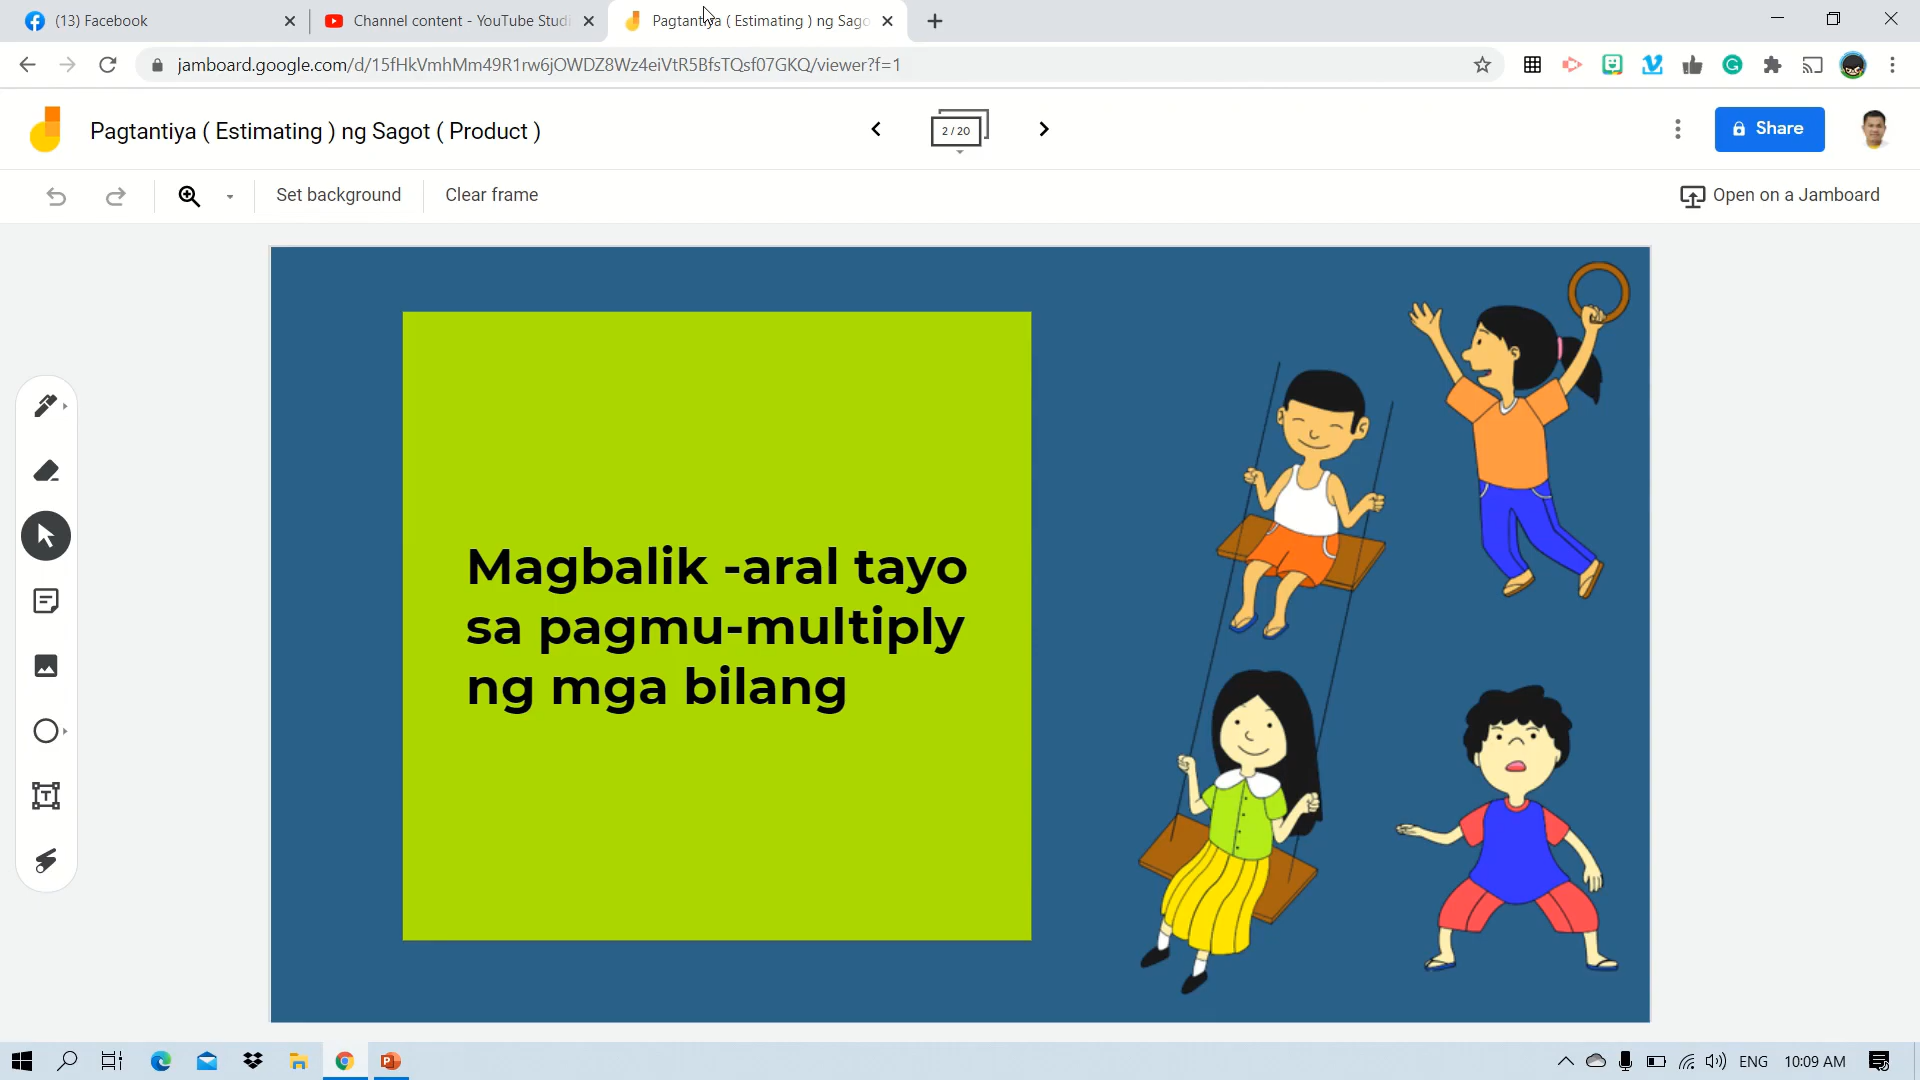 (13) Facebook
Channel content - YouTube Studi
Pagtantiya ( Estimating ) ng Sago
jamboard.google.com/d/15fHkVmhMm49R1rw6jOWDZ8Wz4eiVtR5BfsTQsf07GKQ/viewer?f=1
Pagtantiya ( Estimating ) ng Sagot ( Product )
2 / 20
Share
Set background
Clear frame
Open on a Jamboard
Magbalik -aral tayo
sa pagmu-multiply
ng mga bilang
ENG
10:09 AM